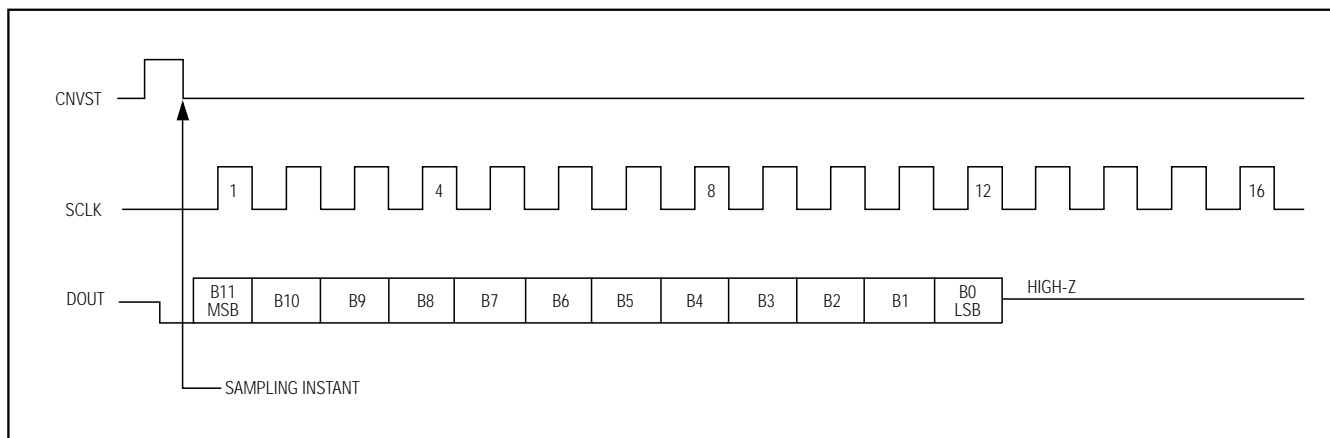 CNVST
SCLK
1
4
8
12
16
DOUT
B11
MSB
B10
B9
B8
B7
B6
B5
B4
B3
B2
B1
B0
LSB
HIGH-Z
SAMPLING INSTANT